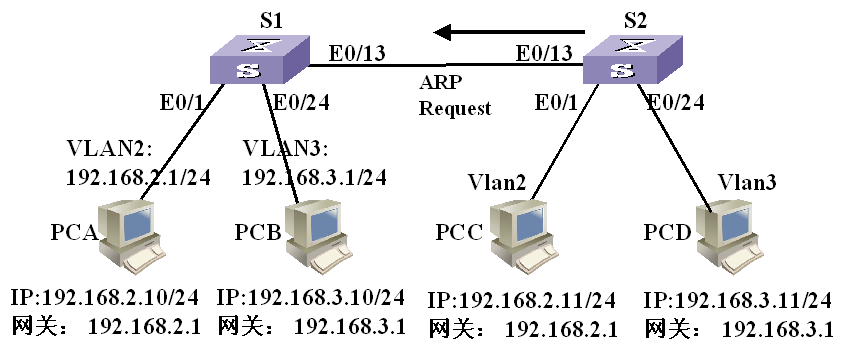 S1
S2
E0/13
E0/13
ARP
Request
E0/1
E0/24
E0/1
E0/24
VLAN2:
192.168.2.1/24
VLAN3:
192.168.3.1/24
Vlan2
Vlan3
PCA
PCB
PCC
PCD
IP:192.168.2.10/24
网关： 192.168.2.1
IP:192.168.3.10/24
网关： 192.168.3.1
IP:192.168.2.11/24
网关： 192.168.2.1
IP:192.168.3.11/24
网关： 192.168.3.1